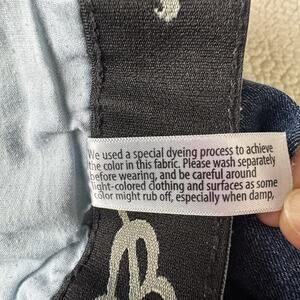 We used a special dyeing process to achieve
the color in this fabric. Please wash separately
before wearing, and be careful around
light-colored clothing and surfaces as some
color might rub off, especially when damp,